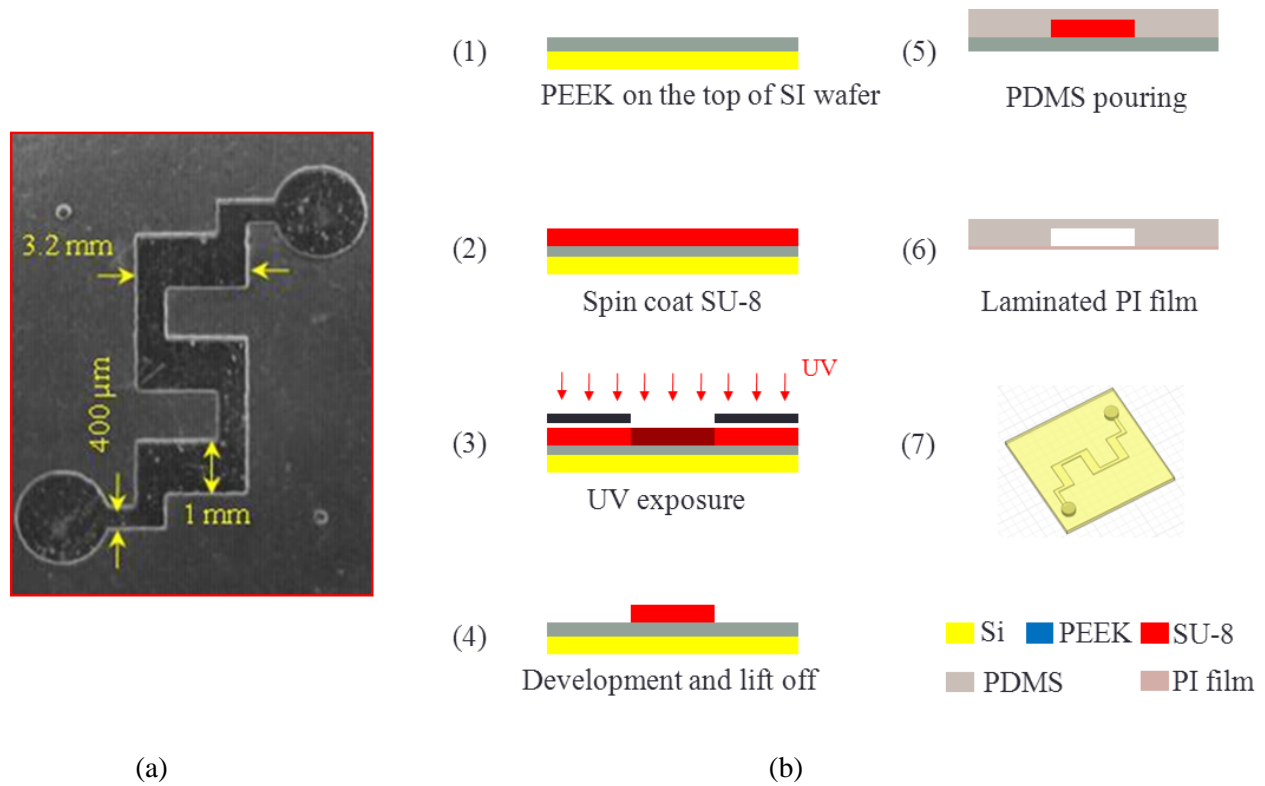 3.2 mm
400 µm
1 mm
(a)
(1)
PEEK on the top of SI wafer
(2)
Spin coat SU-8
(3)
UV
UV exposure
(4)
Development and lift off
(5)
PDMS pouring
(6)
Laminated PI film
(7)
Si PEEK SU-8
PDMS PI film
(b)